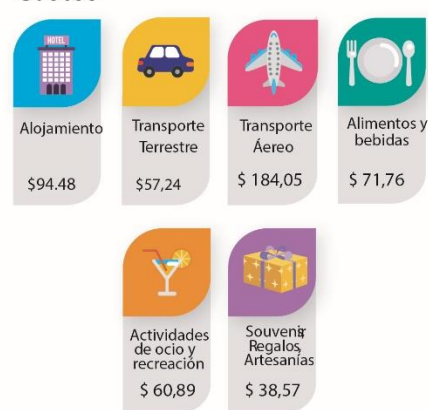 HOTEL
Alojamiento
$94.48
Transporte
Terrestre
$57,24
Transporte
Áereo
$ 184,05
Alimentos y
bebidas
$ 71,76
Actividades
de ocio y
recreación
$ 60,89
Souvenir,
Regalos,
Artesanías
$ 38,57